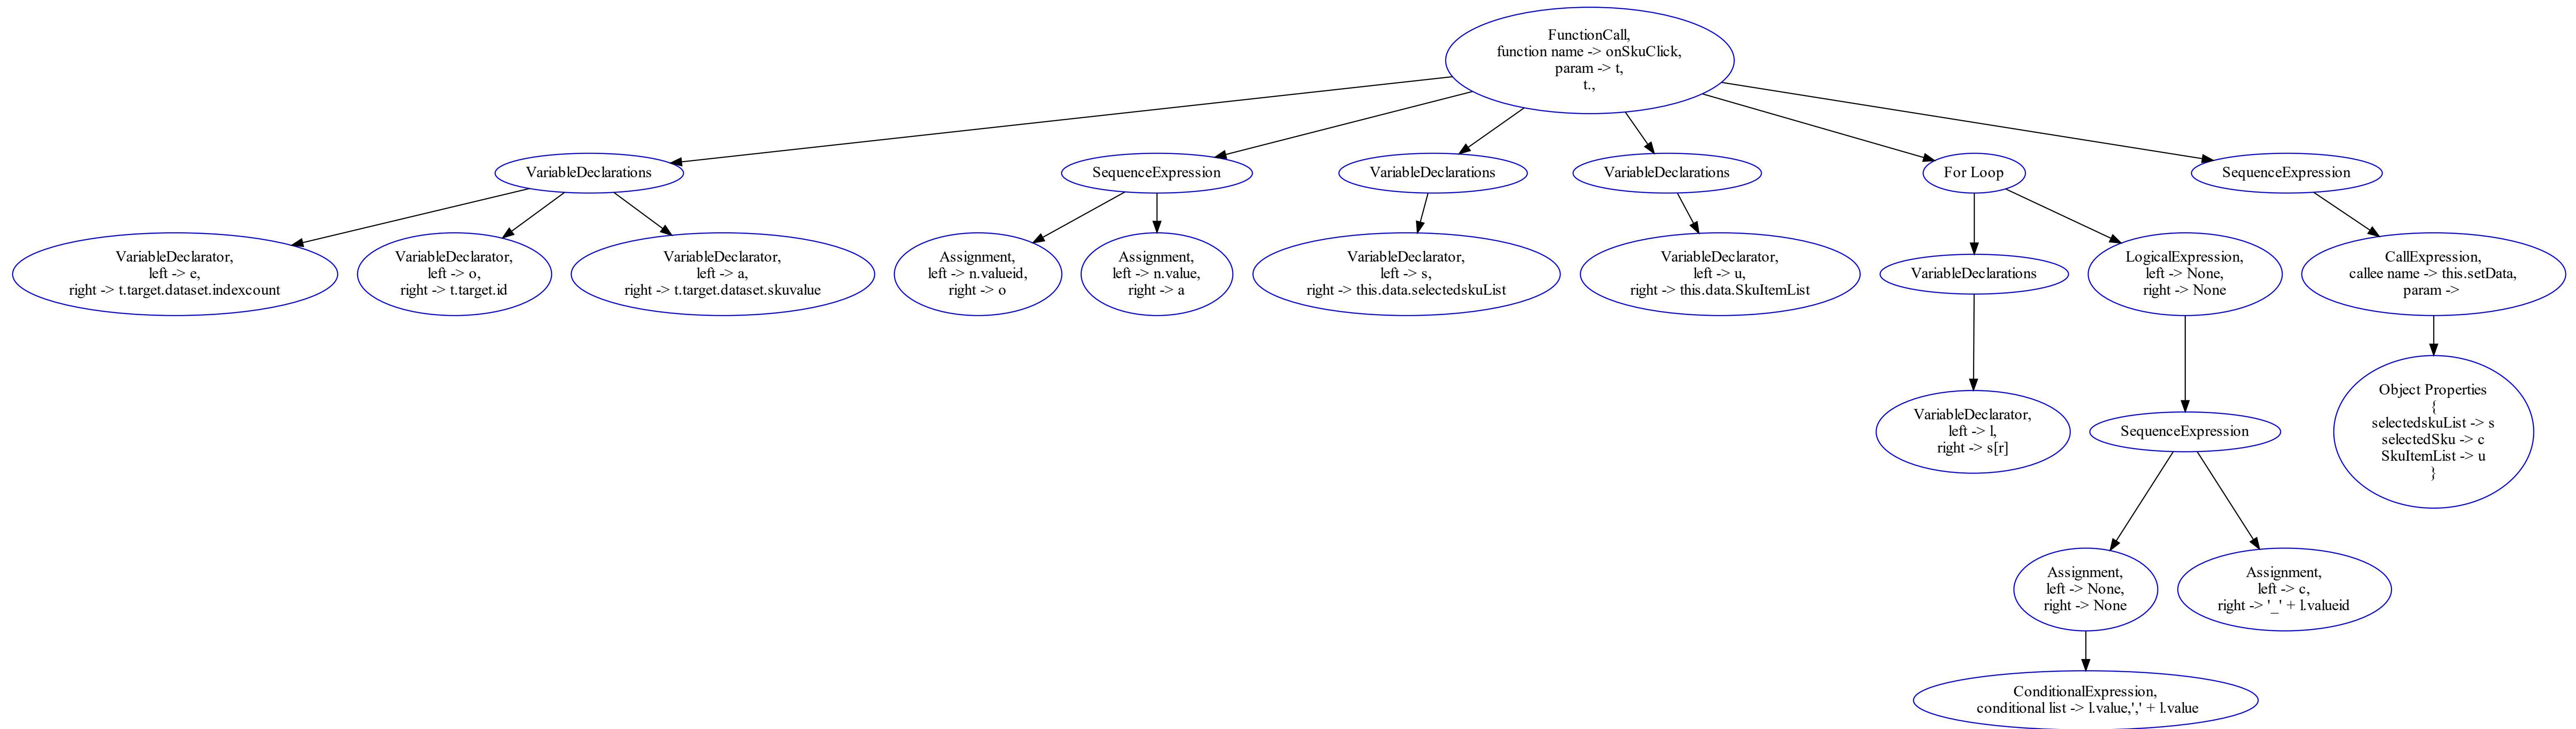 FunctionCall,
function name -> onSkuClick,
param -> t,
t.,
VariableDeclarations
SequenceExpression
VariableDeclarations
VariableDeclarations
For Loop
SequenceExpression
VariableDeclarator,
left -> e,
right -> t.target.dataset.indexcount
VariableDeclarator,
left -> o,
right -> t.target.id
VariableDeclarator,
left -> a,
right -> t.target.dataset.skuvalue
Assignment,
left -> n.valueid,
right -> o
Assignment,
left -> n.value,
right -> a
VariableDeclarator,
left -> s,
right -> this.data.selectedskuList
VariableDeclarator,
left -> u,
right -> this.data.SkuItemList
VariableDeclarations
LogicalExpression,
left -> None,
right -> None
CallExpression,
callee name -> this.setData,
param ->
VariableDeclarator,
left -> l,
right -> s[r]
SequenceExpression
Object Properties
{
selectedskuList -> s
selectedSku -> c
SkuItemList -> u
}
Assignment,
left -> None,
right -> None
Assignment,
left -> c,
right -> '_' + l.valueid
ConditionalExpression,
conditional list -> l.value,',' + l.value